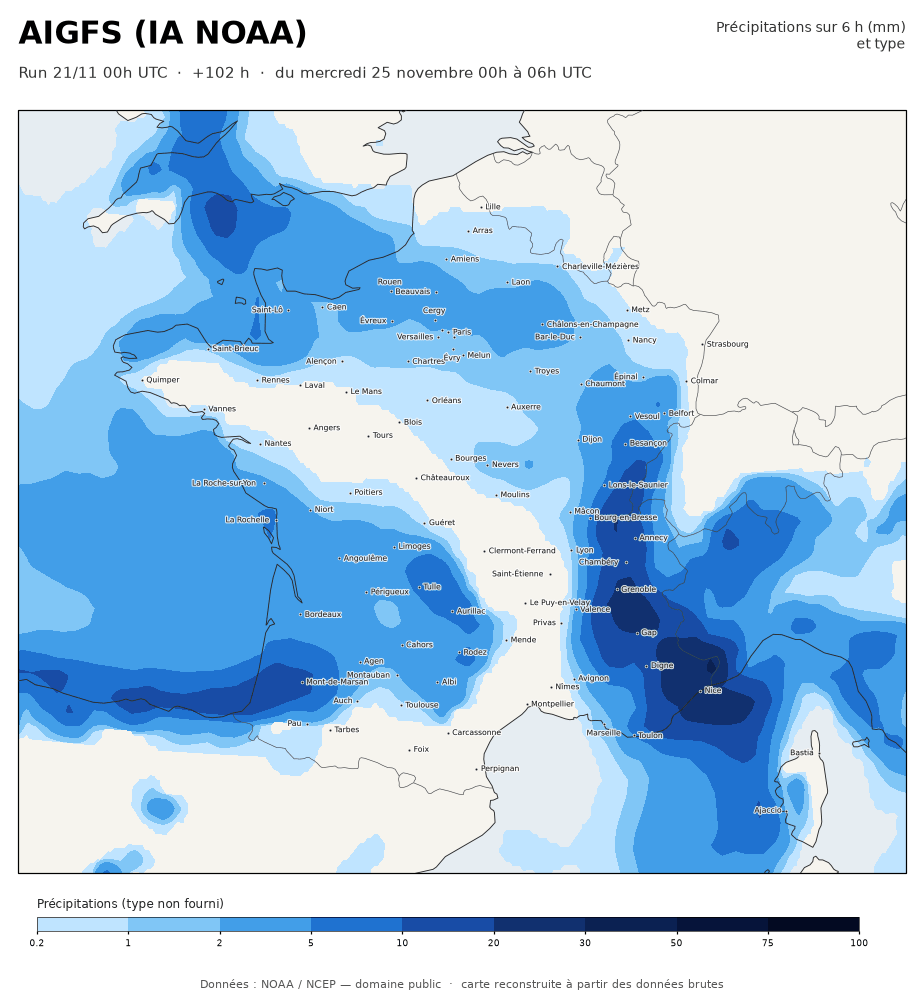 AIGFS (IA NOAA)
Précipitations sur 6 h (mm)
et type
Run 21/11 00h UTC · +102 h · du mercredi 25 novembre 00h à 06h UTC
Lille
Arras
Amiens
Charleville-Mézières
Rouen
Beauvais
Laon
Saint-Lô
Caen
Cergy
Metz
Évreux
Châlons-en-Champagne
Versailles
Paris
Bar-le-Duc
Nancy
Strasbourg
Saint-Brieuc
Alençon
Chartres
Évry
Melun
Troyes
Épinal
Quimper
Rennes
Laval
Chaumont
Colmar
Le Mans
Orléans
Vannes
Auxerre
Vesoul
Belfort
Angers
Blois
Tours
Nantes
Dijon
Besançon
Bourges
Nevers
La Roche-sur-Yon
Châteauroux
Lons-le-Saunier
Poitiers
Moulins
Niort
Mâcon
La Rochelle
Guéret
Bourg-en-Bresse
Annecy
Limoges
Clermont-Ferrand
Lyon
Angoulême
Chambéry
Saint-Étienne
Périgueux
Tulle
Grenoble
Aurillac
Le Puy-en-Velay
Valence
Bordeaux
Privas
Gap
Cahors
Mende
Rodez
Agen
Digne
Montauban
Mont-de-Marsan
Albi
Avignon
Nîmes
Nice
Auch
Toulouse
Montpellier
Pau
Tarbes
Carcassonne
Marseille
Toulon
Foix
Bastia
Perpignan
Ajaccio
Précipitations (type non fourni)
0.2 1 2 5 10 20 30 50 75 100
Données : NOAA / NCEP — domaine public · carte reconstruite à partir des données brutes